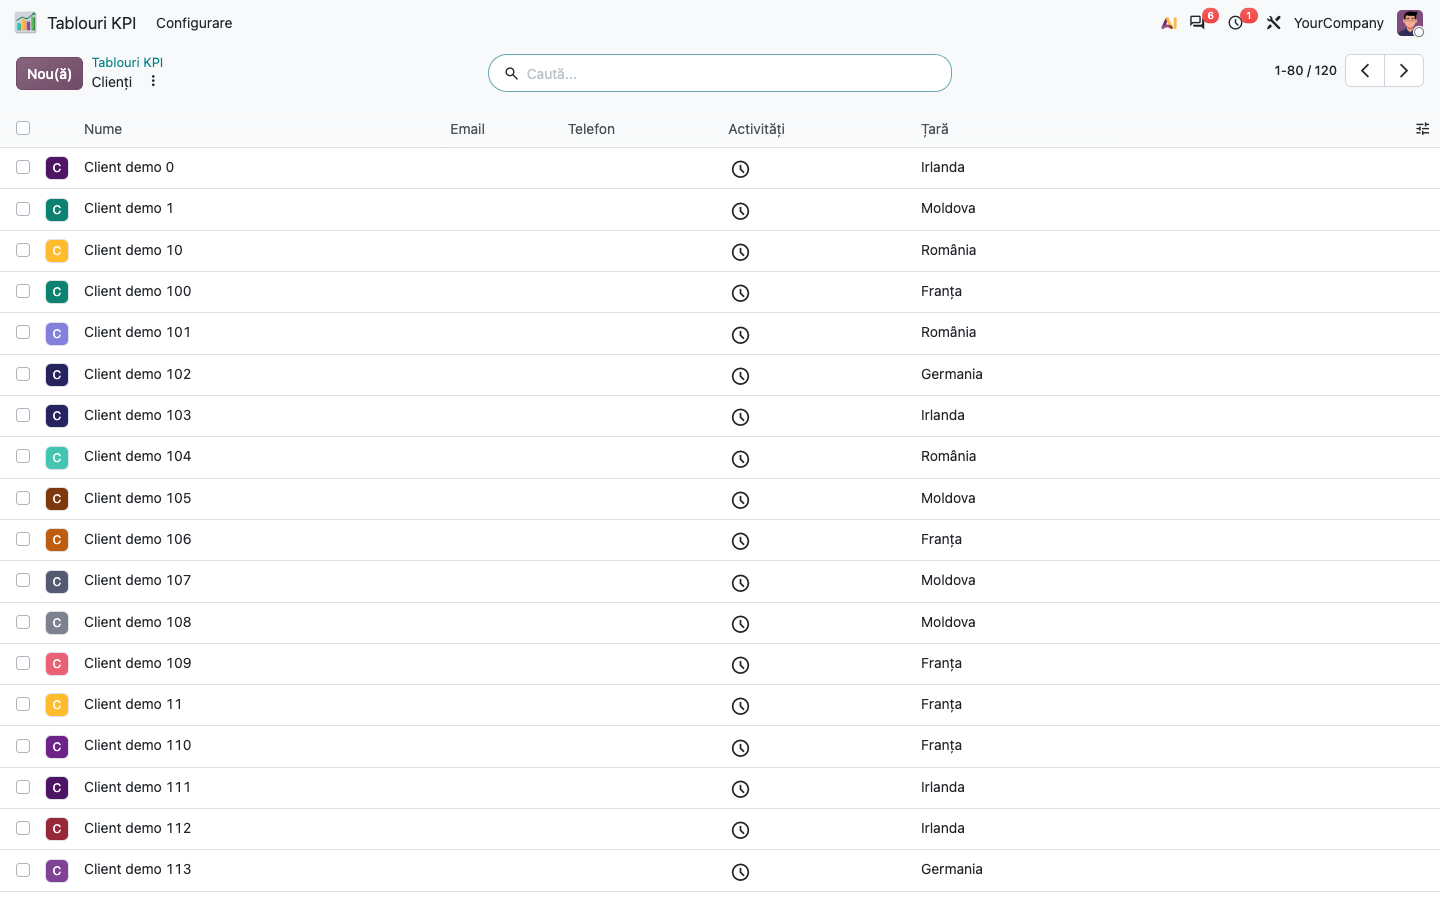 Tablouri KPI Configurare AI 6 1 YourCompany
Nou(ă) Tablouri KPI
Clienți
Caută...
1-80 / 120
Nume Email Telefon Activități Țară
C Client demo 0 Irlanda
C Client demo 1 Moldova
C Client demo 10 România
C Client demo 100 Franța
C Client demo 101 România
C Client demo 102 Germania
C Client demo 103 Irlanda
C Client demo 104 România
C Client demo 105 Moldova
C Client demo 106 Franța
C Client demo 107 Moldova
C Client demo 108 Moldova
C Client demo 109 Franța
C Client demo 11 Franța
C Client demo 110 Franța
C Client demo 111 Irlanda
C Client demo 112 Irlanda
C Client demo 113 Germania